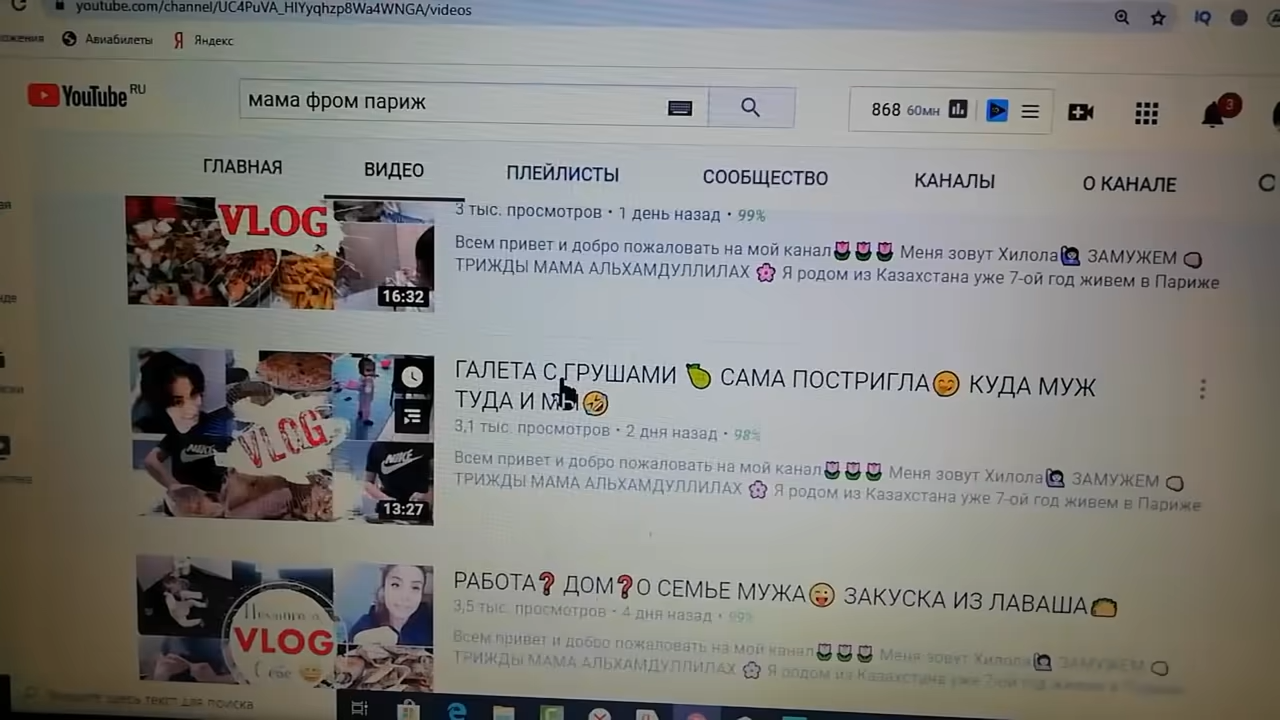 youtube.com/channel/UC4PuVA_HIYyqhzp8Wa4WNGA/videos
IQ
Авиабилеты Яндекс
YouTube RU
мама фром париж
868 60мн
3
ГЛАВНАЯ ВИДЕО ПЛЕЙЛИСТЫ СООБЩЕСТВО КАНАЛЫ О КАНАЛЕ
VLOG
16:32
3 тыс. просмотров • 1 день назад • 99%
Всем привет и добро пожаловать на мой канал🌷🌷🌷 Меня зовут Хилола🙋 ЗАМУЖЕМ
ТРИЖДЫ МАМА АЛЬХАМДУЛЛИЛАХ 🌸 Я родом из Казахстана уже 7-ой год живем в Париже
VLOG
NIKE
13:27
ГАЛЕТА С ГРУШАМИ 🍐 САМА ПОСТРИГЛА😊 КУДА МУЖ
ТУДА И МЫ🤣
3,1 тыс. просмотров • 2 дня назад • 98%
Всем привет и добро пожаловать на мой канал🌷🌷🌷 Меня зовут Хилола🙋 ЗАМУЖЕМ
ТРИЖДЫ МАМА АЛЬХАМДУЛЛИЛАХ 🌸 Я родом из Казахстана уже 7-ой год живем в Париже
VLOG
РАБОТА❓ ДОМ❓О СЕМЬЕ МУЖА😜 ЗАКУСКА ИЗ ЛАВАША🌮
3,5 тыс. просмотров • 4 дня назад • 99%
Всем привет и добро пожаловать на мой канал🌷🌷🌷 Меня зовут Хилола🙋 ЗАМУЖЕМ
ТРИЖДЫ МАМА АЛЬХАМДУЛЛИЛАХ 🌸 Я родом из Казахстана уже 7-ой год живем в Париже
здесь текст для поиска